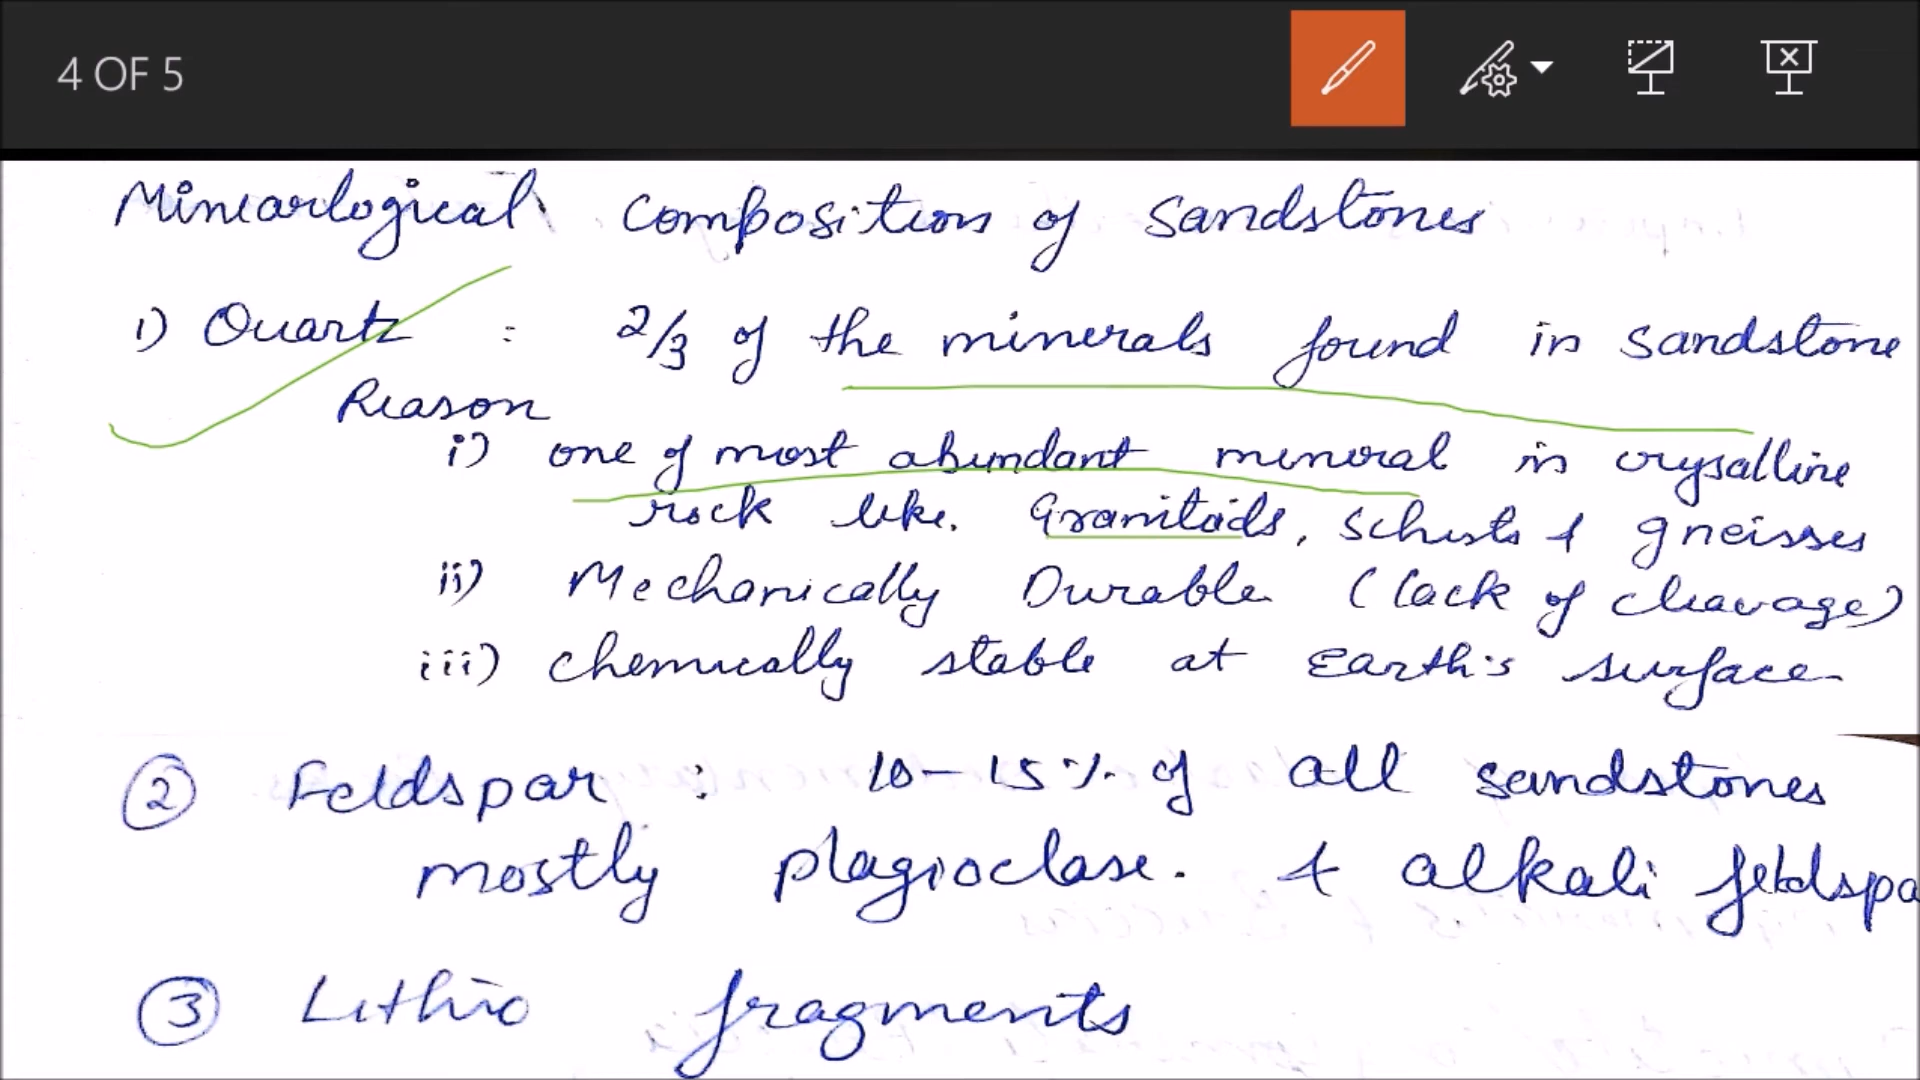 4 OF 5
Minearlogical Composition of Sandstones
1) Quartz : 2/3 of the minerals found in sandstone
Reason
i) one of most abundant mineral in crysalline
rock like. Granitoids, Schists & gneisses
ii) Mechanically Durable (lack of cleavage)
iii) chemically stable at Earth's surface
② Feldspar : 10-15% of all sandstones
mostly plagioclase. & alkali feldspa
③ Lithic fragments